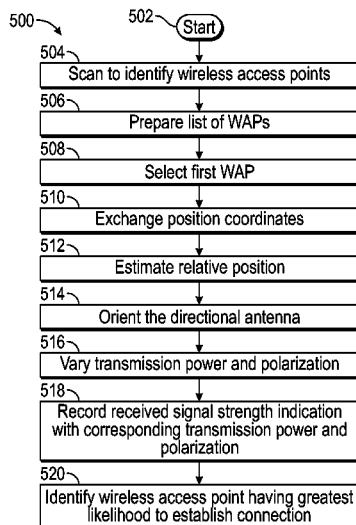 500
502
Start
504
Scan to identify wireless access points
506
Prepare list of WAPs
508
Select first WAP
510
Exchange position coordinates
512
Estimate relative position
514
Orient the directional antenna
516
Vary transmission power and polarization
518
Record received signal strength indication
with corresponding transmission power and
polarization
520
Identify wireless access point having greatest
likelihood to establish connection